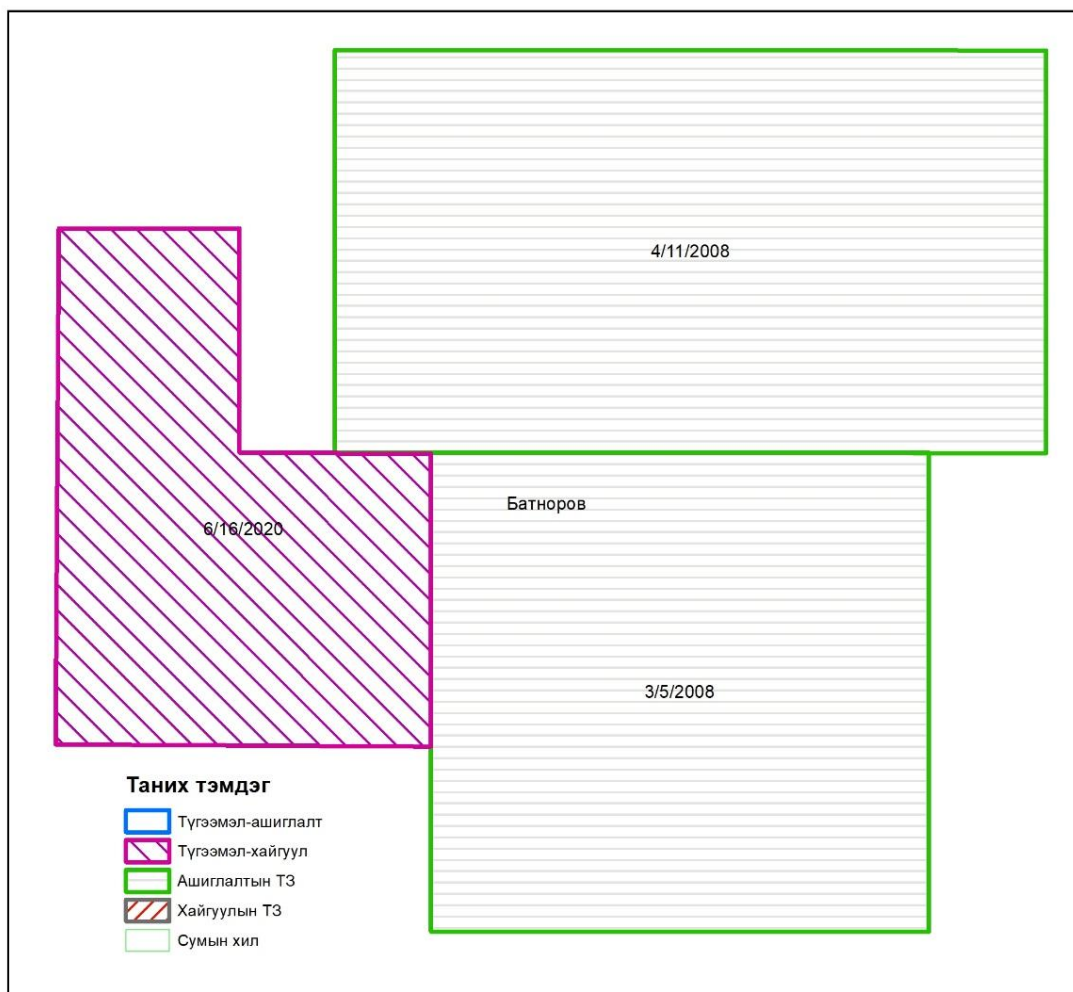 4/11/2008
Батноров
6/16/2020
3/5/2008
Таних тэмдэг
Түгээмэл-ашиглалт
Түгээмэл-хайгуул
Ашиглалтын ТЗ
Хайгуулын ТЗ
Сумын хил